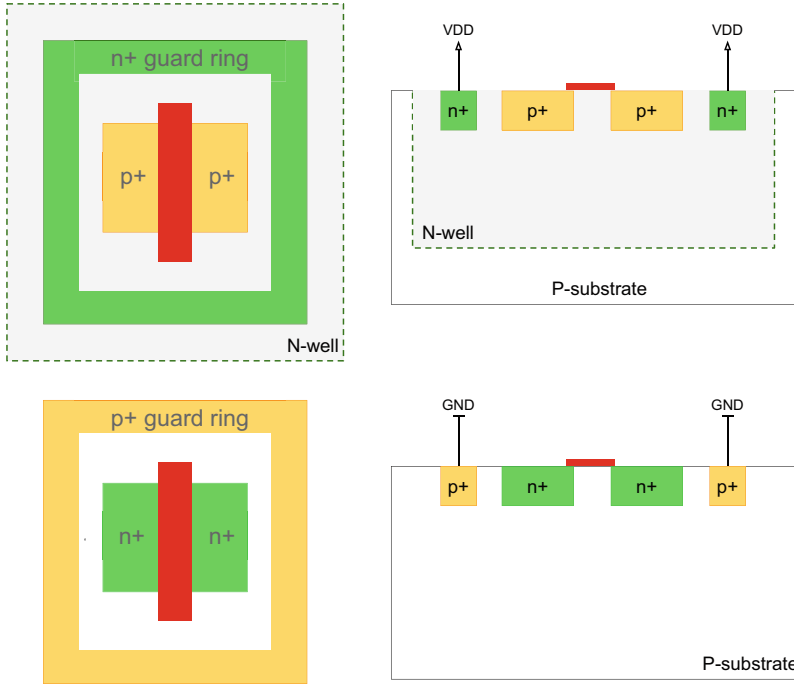 n+ guard ring
p+ p+
N-well
VDD VDD
n+ p+ p+ n+
N-well
P-substrate
p+ guard ring
n+ n+
GND GND
p+ n+ n+ p+
P-substrate